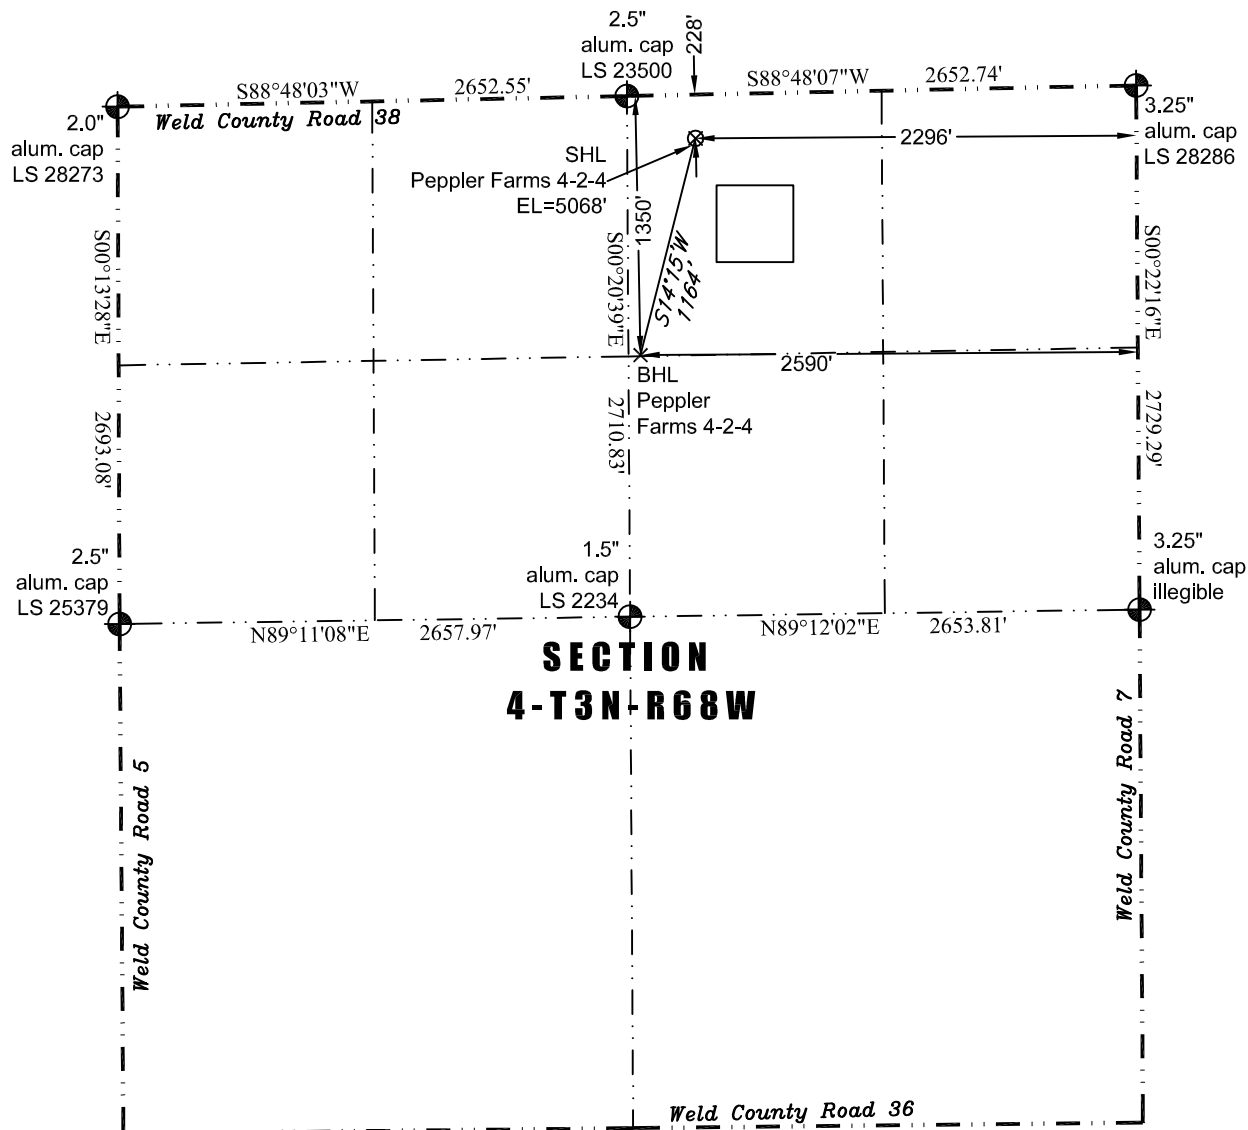 2.5"
alum. cap
LS 23500
228'
S88°48'03"W
2652.55'
S88°48'07"W
2652.74'
2.0"
alum. cap
LS 28273
Weld County Road 38
3.25"
alum. cap
LS 28286
2296'
SHL
Peppler Farms 4-2-4
EL=5068'
1350'
S14°15'W
1164'
S00°13'28"E
2693.08'
S00°20'39"E
2710.83'
S00°22'16"E
2729.29'
2590'
BHL
Peppler
Farms 4-2-4
2.5"
alum. cap
LS 25379
1.5"
alum. cap
LS 2234
3.25"
alum. cap
illegible
N89°11'08"E
2657.97'
N89°12'02"E
2653.81'
SECTION
4-T3N-R68W
Weld County Road 5
Weld County Road 7
Weld County Road 36